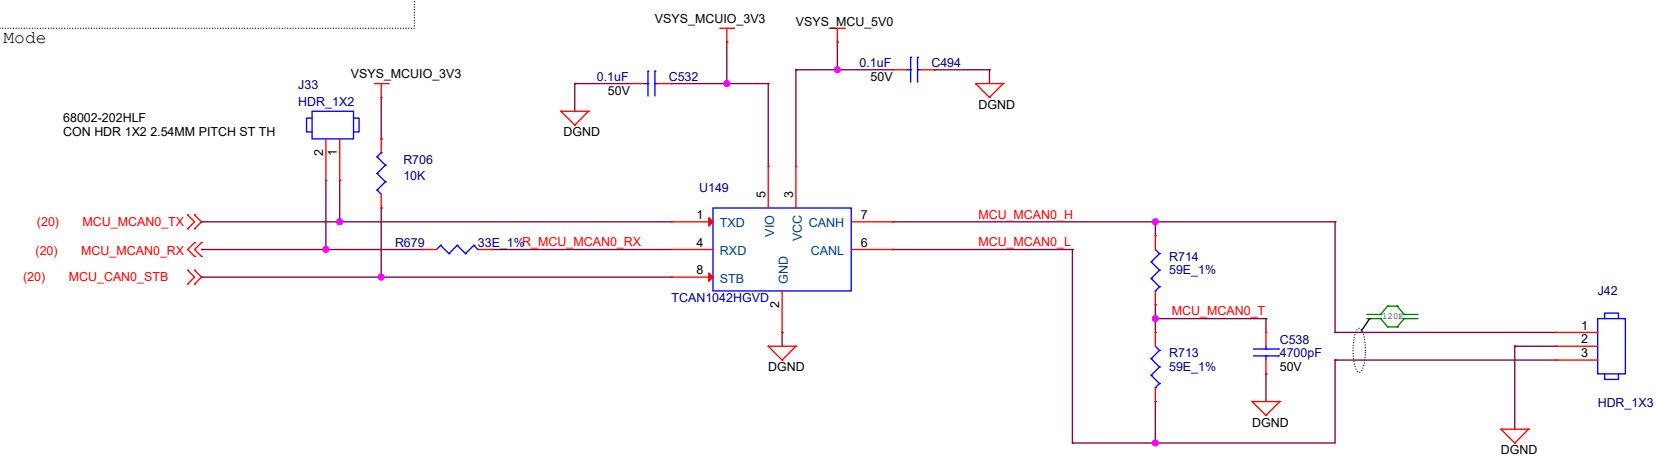 Mode
VSYS_MCUIO_3V3
VSYS_MCU_5V0
0.1uF
50V
C532
0.1uF
50V
C494
DGND
DGND
J33
HDR_1X2
VSYS_MCUIO_3V3
68002-202HLF
CON HDR 1X2 2.54MM PITCH ST TH
2
1
R706
10K
U149
5
3
(20) MCU_MCAN0_TX
1
TXD
VIO
VCC
CANH
7
MCU_MCAN0_H
(20) MCU_MCAN0_RX
R679
33E_1%
R_MCU_MCAN0_RX
4
RXD
CANL
6
MCU_MCAN0_L
(20) MCU_CAN0_STB
8
STB
GND
TCAN1042HGVD
2
DGND
R714
59E_1%
MCU_MCAN0_T
R713
59E_1%
C538
4700pF
50V
DGND
120E
J42
1
2
3
HDR_1X3
DGND